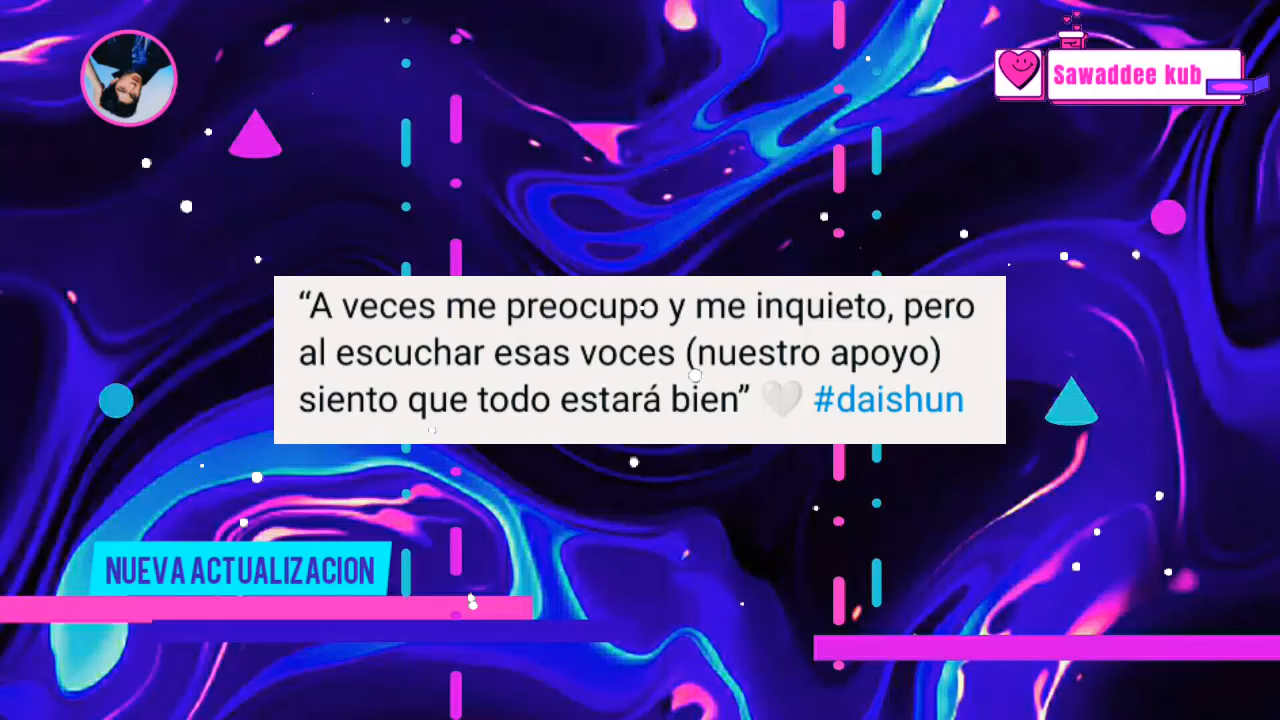 Sawaddee kub
“A veces me preocupo y me inquieto, pero
al escuchar esas voces (nuestro apoyo)
siento que todo estará bien” 🤍 #daishun
NUEVA ACTUALIZACION